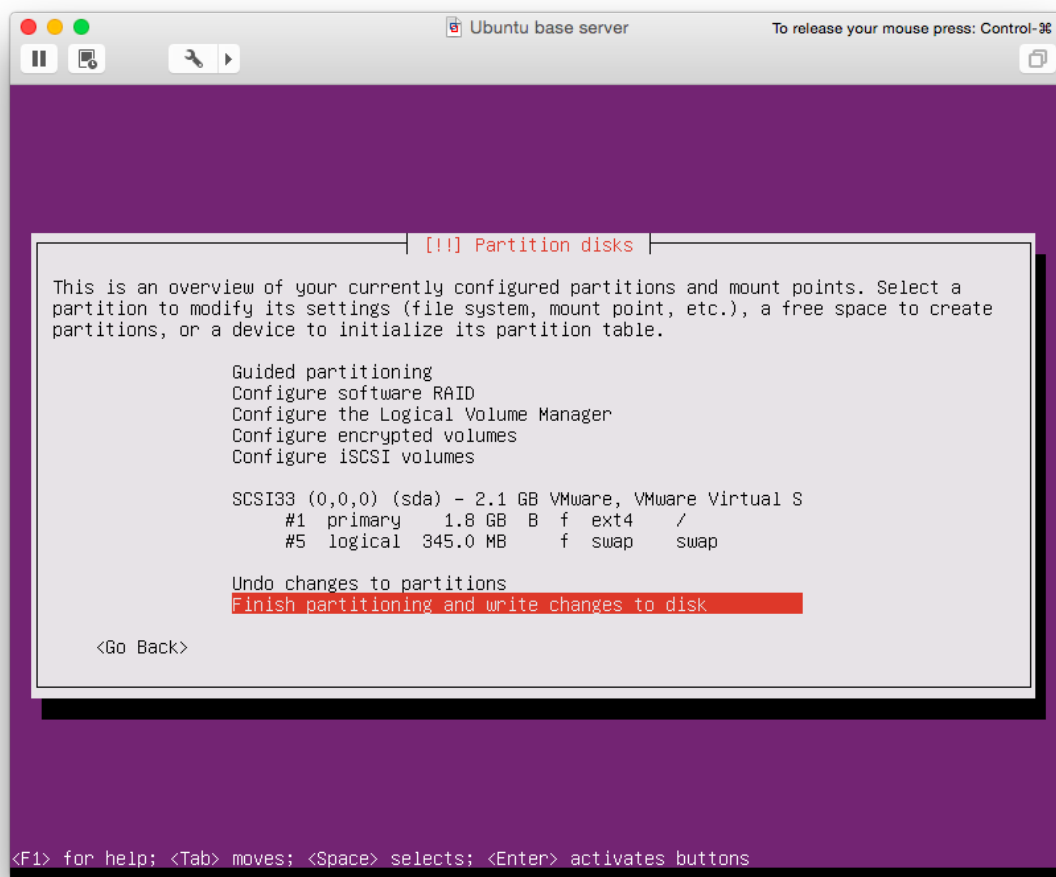 Ubuntu base server
To release your mouse press: Control-⌘
[!!] Partition disks
This is an overview of your currently configured partitions and mount points. Select a
partition to modify its settings (file system, mount point, etc.), a free space to create
partitions, or a device to initialize its partition table.
Guided partitioning
Configure software RAID
Configure the Logical Volume Manager
Configure encrypted volumes
Configure iSCSI volumes
SCSI33 (0,0,0) (sda) - 2.1 GB VMware, VMware Virtual S
#1 primary 1.8 GB B f ext4 /
#5 logical 345.0 MB f swap swap
Undo changes to partitions
Finish partitioning and write changes to disk
<Go Back>
<F1> for help; <Tab> moves; <Space> selects; <Enter> activates buttons